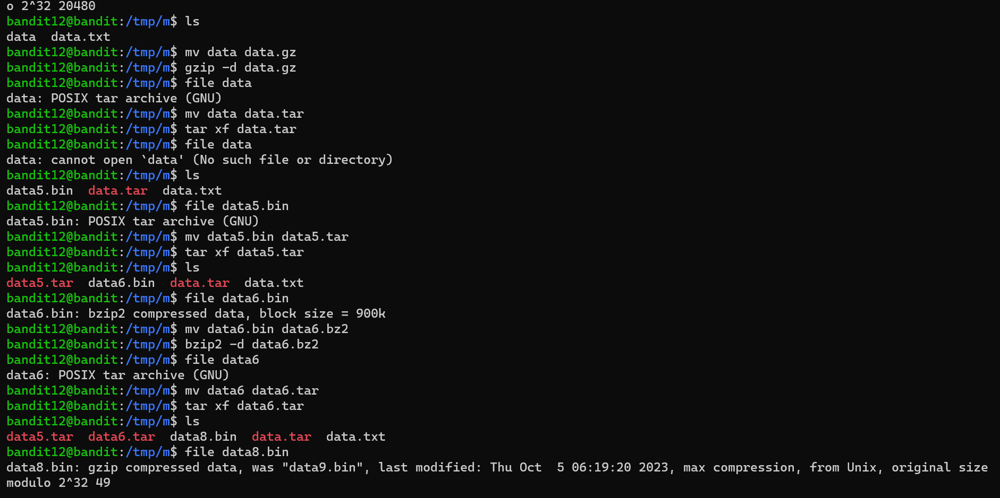 o 2^32 20480
bandit12@bandit:/tmp/m$ ls
data  data.txt
bandit12@bandit:/tmp/m$ mv data data.gz
bandit12@bandit:/tmp/m$ gzip -d data.gz
bandit12@bandit:/tmp/m$ file data
data: POSIX tar archive (GNU)
bandit12@bandit:/tmp/m$ mv data data.tar
bandit12@bandit:/tmp/m$ tar xf data.tar
bandit12@bandit:/tmp/m$ file data
data: cannot open `data' (No such file or directory)
bandit12@bandit:/tmp/m$ ls
data5.bin  data.tar  data.txt
bandit12@bandit:/tmp/m$ file data5.bin
data5.bin: POSIX tar archive (GNU)
bandit12@bandit:/tmp/m$ mv data5.bin data5.tar
bandit12@bandit:/tmp/m$ tar xf data5.tar
bandit12@bandit:/tmp/m$ ls
data5.tar  data6.bin  data.tar  data.txt
bandit12@bandit:/tmp/m$ file data6.bin
data6.bin: bzip2 compressed data, block size = 900k
bandit12@bandit:/tmp/m$ mv data6.bin data6.bz2
bandit12@bandit:/tmp/m$ bzip2 -d data6.bz2
bandit12@bandit:/tmp/m$ file data6
data6: POSIX tar archive (GNU)
bandit12@bandit:/tmp/m$ mv data6 data6.tar
bandit12@bandit:/tmp/m$ tar xf data6.tar
bandit12@bandit:/tmp/m$ ls
data5.tar  data6.tar  data8.bin  data.tar  data.txt
bandit12@bandit:/tmp/m$ file data8.bin
data8.bin: gzip compressed data, was "data9.bin", last modified: Thu Oct  5 06:19:20 2023, max compression, from Unix, original size
modulo 2^32 49